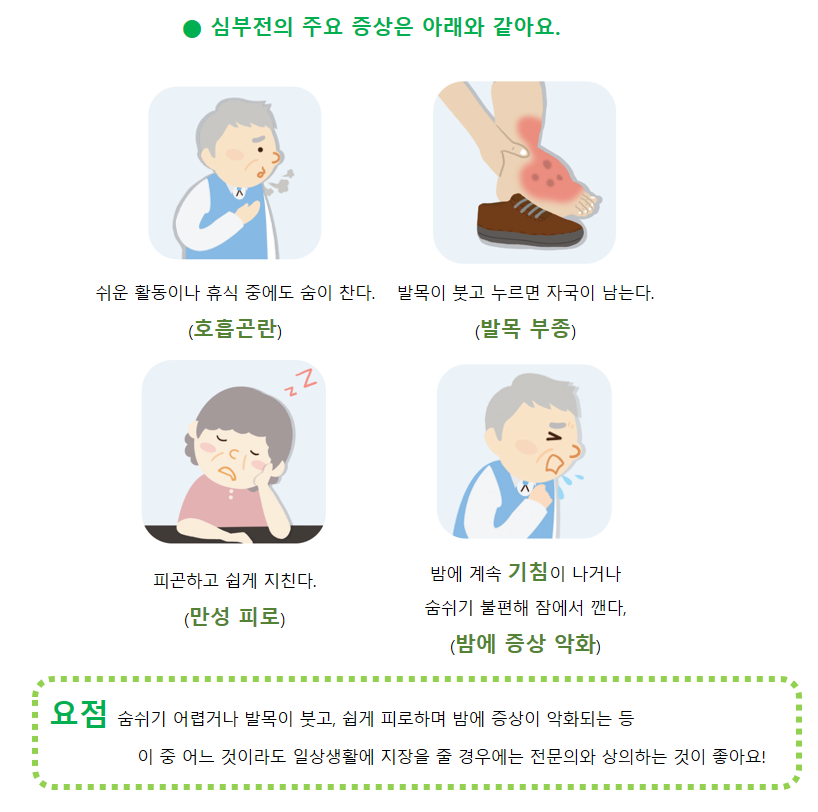 ● 심부전의 주요 증상은 아래와 같아요.
쉬운 활동이나 휴식 중에도 숨이 찬다.
(호흡곤란)
발목이 붓고 누르면 자국이 남는다.
(발목 부종)
zZ
피곤하고 쉽게 지친다.
(만성 피로)
밤에 계속 기침이 나거나
숨쉬기 불편해 잠에서 깬다,
(밤에 증상 악화)
요점 숨쉬기 어렵거나 발목이 붓고, 쉽게 피로하며 밤에 증상이 악화되는 등
이 중 어느 것이라도 일상생활에 지장을 줄 경우에는 전문의와 상의하는 것이 좋아요!